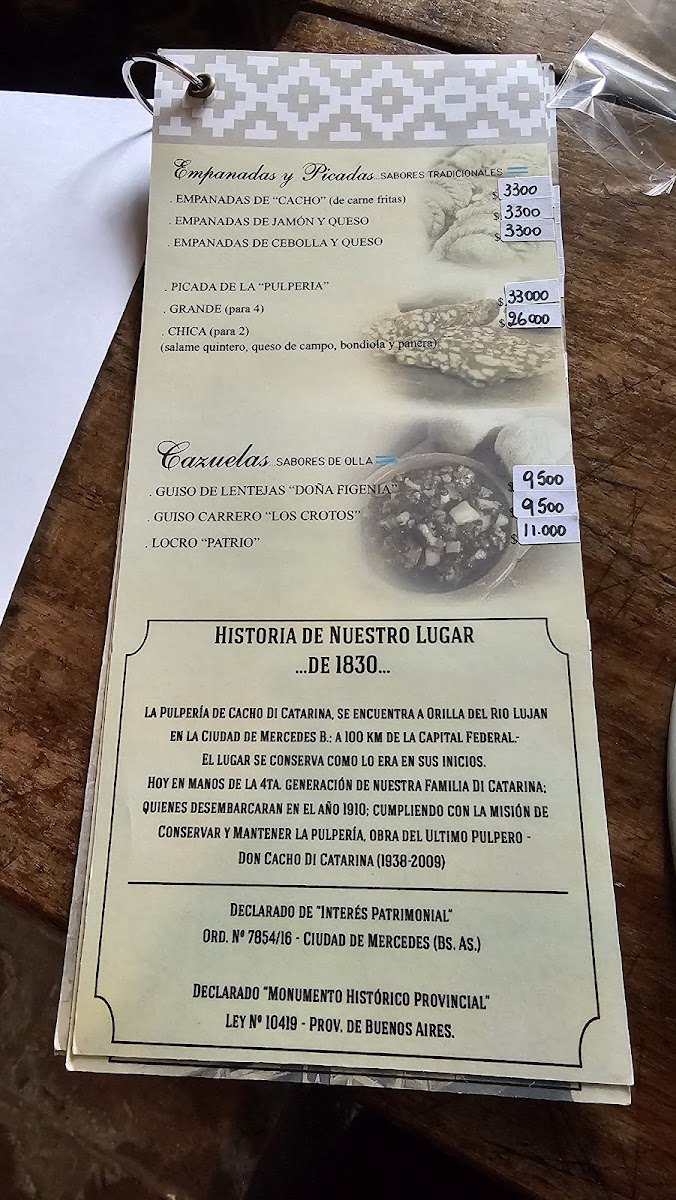 Empanadas y Picadas...SABORES TRADICIONALES
. EMPANADAS DE "CACHO" (de carne fritas) $ 3300
. EMPANADAS DE JAMÓN Y QUESO $ 3300
. EMPANADAS DE CEBOLLA Y QUESO $ 3300
. PICADA DE LA "PULPERIA"
. GRANDE (para 4) $ 33000
. CHICA (para 2) $ 26000
(salame quintero, queso de campo, bondiola y panera)
Cazuelas...SABORES DE OLLA
. GUISO DE LENTEJAS "DOÑA FIGENIA" $ 9500
. GUISO CARRERO "LOS CROTOS" $ 9500
. LOCRO "PATRIO" $ 11.000
HISTORIA DE NUESTRO LUGAR
...DE 1830...
LA PULPERÍA DE CACHO DI CATARINA, SE ENCUENTRA A ORILLA DEL RIO LUJAN
EN LA CIUDAD DE MERCEDES B.; A 100 KM DE LA CAPITAL FEDERAL.-
EL LUGAR SE CONSERVA COMO LO ERA EN SUS INICIOS.
HOY EN MANOS DE LA 4TA. GENERACIÓN DE NUESTRA FAMILIA DI CATARINA;
QUIENES DESEMBARCARAN EN EL AÑO 1910; CUMPLIENDO CON LA MISIÓN DE
CONSERVAR Y MANTENER LA PULPERÍA, OBRA DEL ULTIMO PULPERO -
DON CACHO DI CATARINA (1938-2009)
DECLARADO DE "INTERÉS PATRIMONIAL"
ORD. Nº 7854/16 - CIUDAD DE MERCEDES (BS. AS.)
DECLARADO "MONUMENTO HISTÓRICO PROVINCIAL"
LEY Nº 10419 - PROV. DE BUENOS AIRES.